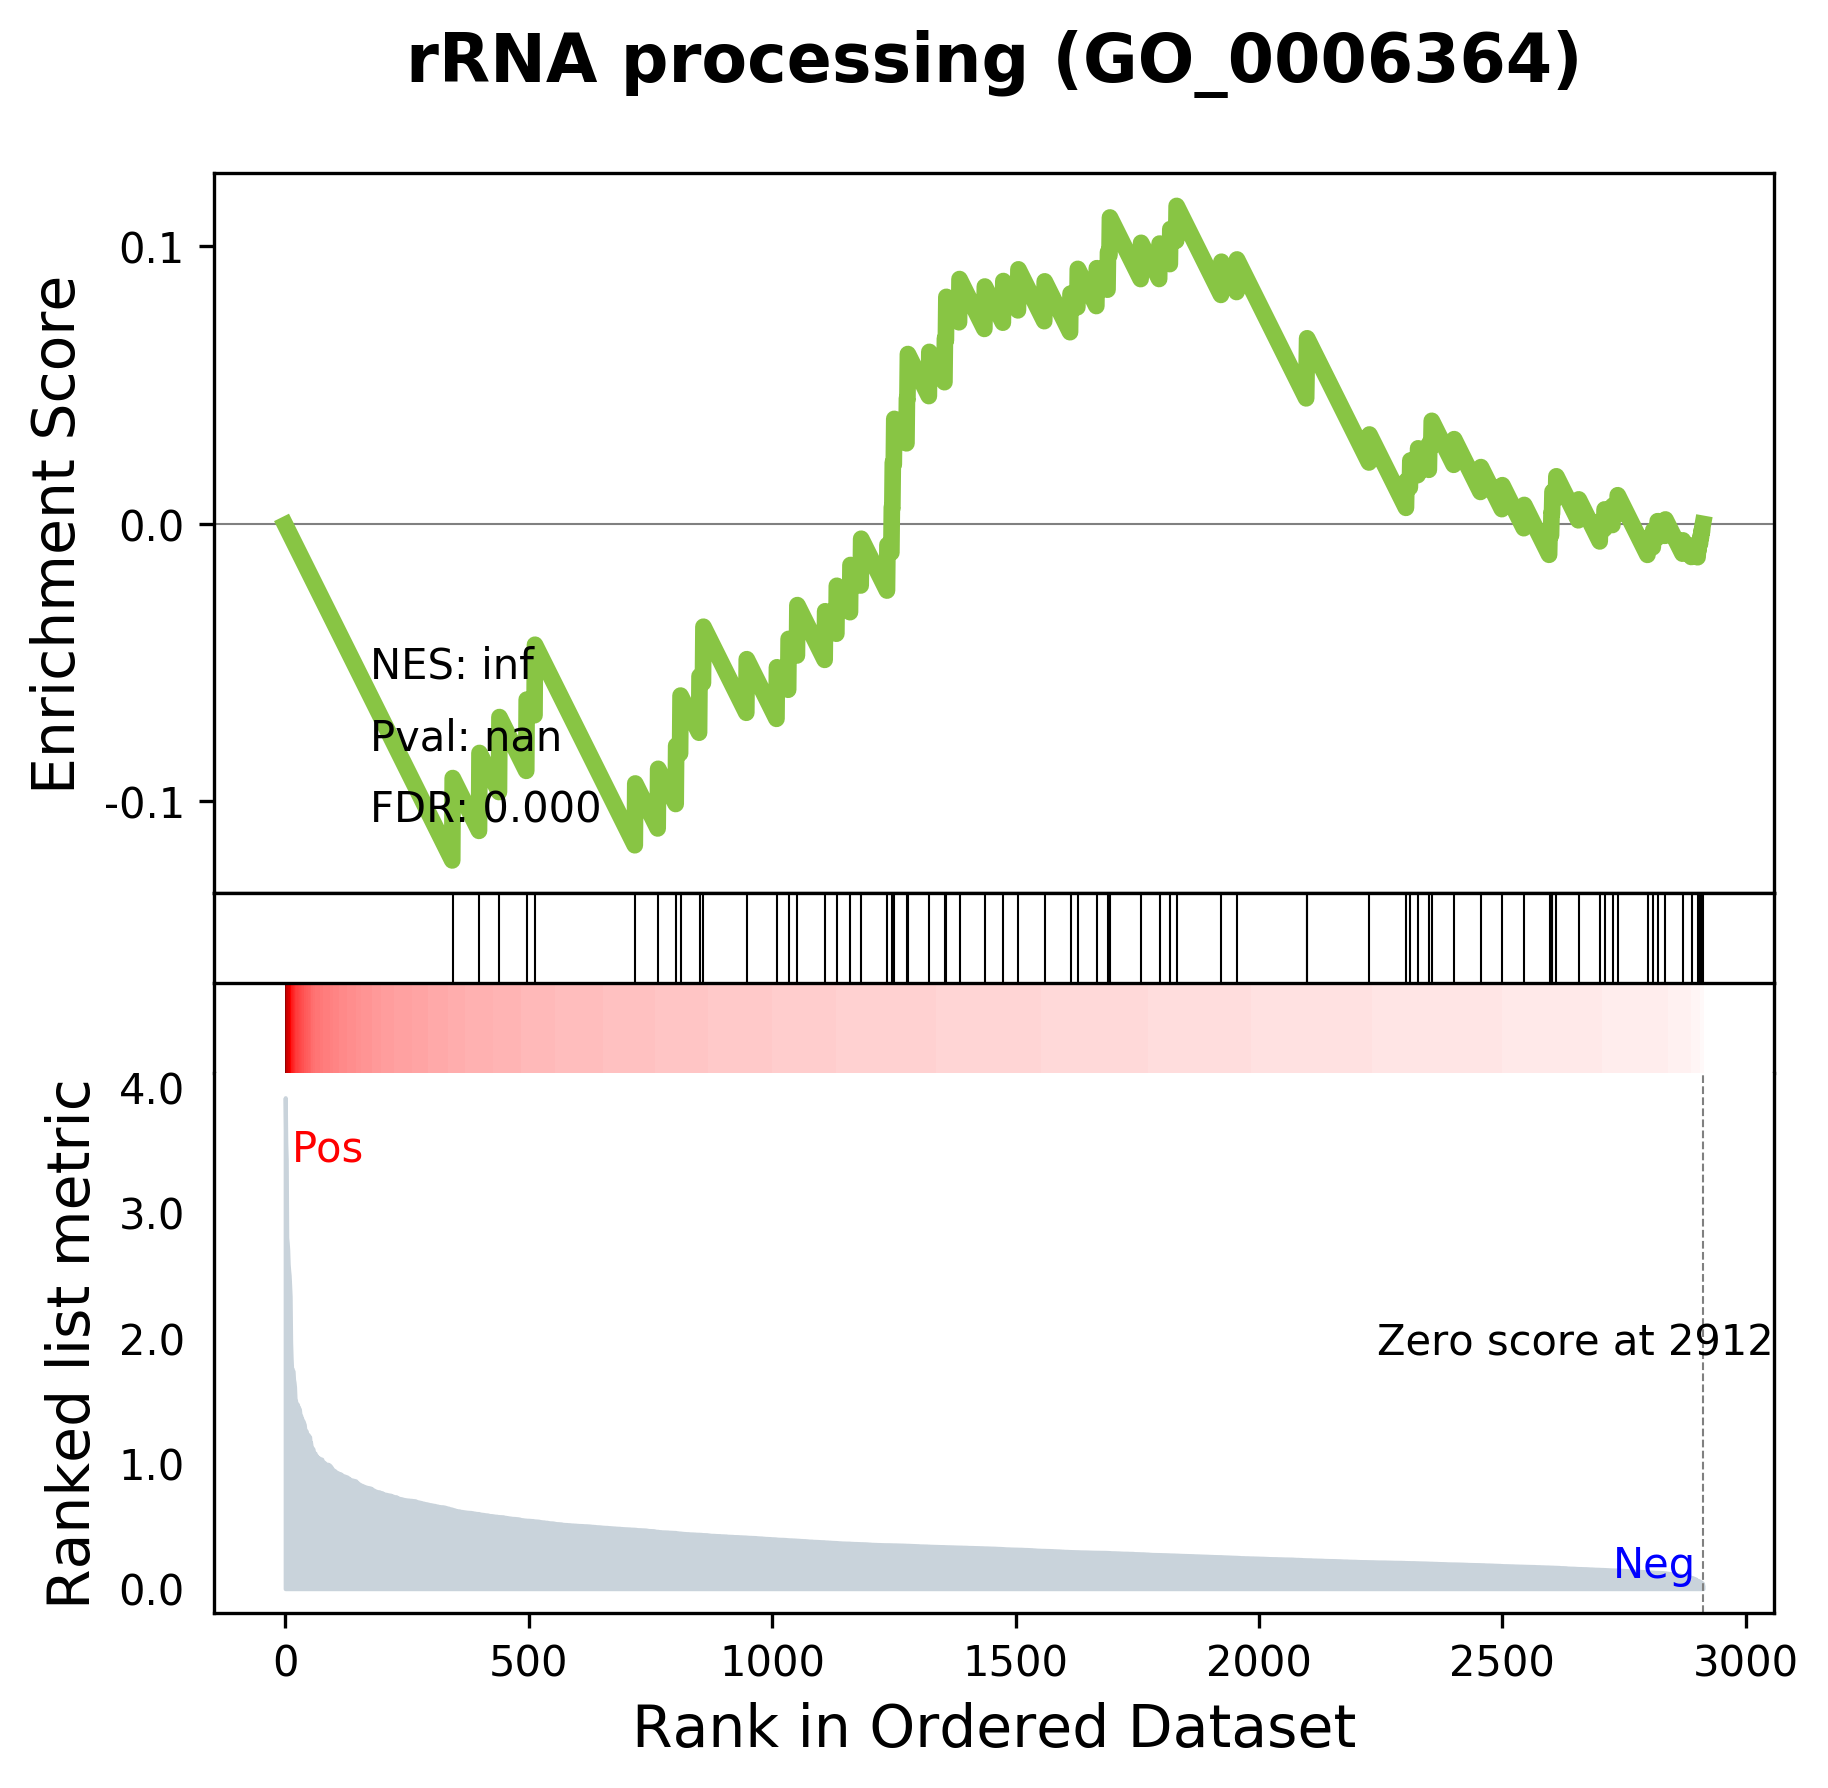 rRNA processing (GO_0006364)
Enrichment Score
0.1
0.0
-0.1
NES: inf
Pval: nan
FDR: 0.000
Ranked list metric
4.0
3.0
2.0
1.0
0.0
Pos
Zero score at 2912
Neg
0 500 1000 1500 2000 2500 3000
Rank in Ordered Dataset